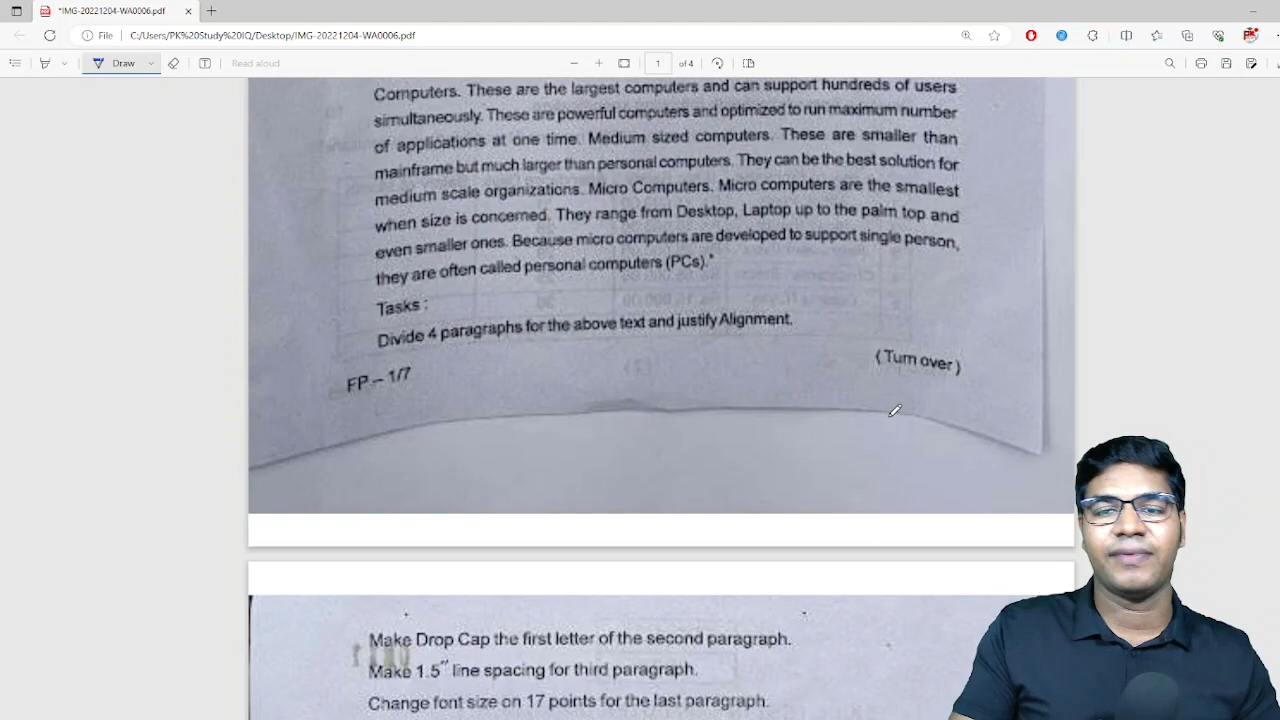 *IMG-20221204-WA0006.pdf
File
C:/Users/PK%20Study%20IQ/Desktop/IMG-20221204-WA0006.pdf
Draw
Read aloud
1 of 4
Computers. These are the largest computers and can support hundreds of users
simultaneously. These are powerful computers and optimized to run maximum number
of applications at one time. Medium sized computers. These are smaller than
mainframe but much larger than personal computers. They can be the best solution for
medium scale organizations. Micro Computers. Micro computers are the smallest
when size is concerned. They range from Desktop, Laptop up to the palm top and
even smaller ones. Because micro computers are developed to support single person,
they are often called personal computers (PCs)."
Tasks :
Divide 4 paragraphs for the above text and justify Alignment.
(Turn over)
FP – 1/7
Make Drop Cap the first letter of the second paragraph.
Make 1.5" line spacing for third paragraph.
Change font size on 17 points for the last paragraph.